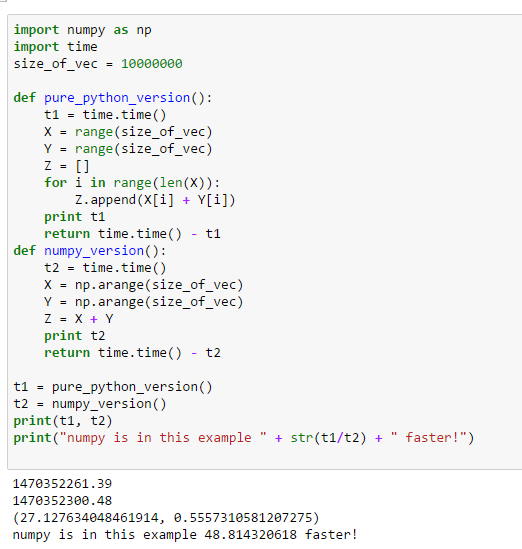 import numpy as np
import time
size_of_vec = 10000000

def pure_python_version():
    t1 = time.time()
    X = range(size_of_vec)
    Y = range(size_of_vec)
    Z = []
    for i in range(len(X)):
        Z.append(X[i] + Y[i])
    print t1
    return time.time() - t1
def numpy_version():
    t2 = time.time()
    X = np.arange(size_of_vec)
    Y = np.arange(size_of_vec)
    Z = X + Y
    print t2
    return time.time() - t2

t1 = pure_python_version()
t2 = numpy_version()
print(t1, t2)
print("numpy is in this example " + str(t1/t2) + " faster!")

1470352261.39
1470352300.48
(27.127634048461914, 0.5557310581207275)
numpy is in this example 48.814320618 faster!